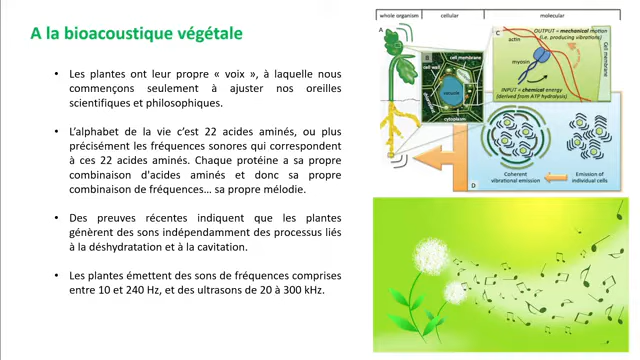 A la bioacoustique végétale
• Les plantes ont leur propre « voix », à laquelle nous
commençons seulement à ajuster nos oreilles
scientifiques et philosophiques.
• L'alphabet de la vie c'est 22 acides aminés, ou plus
précisément les fréquences sonores qui correspondent
à ces 22 acides aminés. Chaque protéine a sa propre
combinaison d'acides aminés et donc sa propre
combinaison de fréquences… sa propre mélodie.
• Des preuves récentes indiquent que les plantes
génèrent des sons indépendamment des processus liés
à la déshydratation et à la cavitation.
• Les plantes émettent des sons de fréquences comprises
entre 10 et 240 Hz, et des ultrasons de 20 à 300 kHz.
whole organism
cellular
molecular
A
B
cell membrane
cell wall
vacuole
cytoplasm
C
OUTPUT = mechanical motion
(i.e. producing vibrations)
actin
myosin
Cell membrane
INPUT = chemical energy
(derived from ATP hydrolysis)
Coherent
vibrational emission
Emission of
individual cells
D